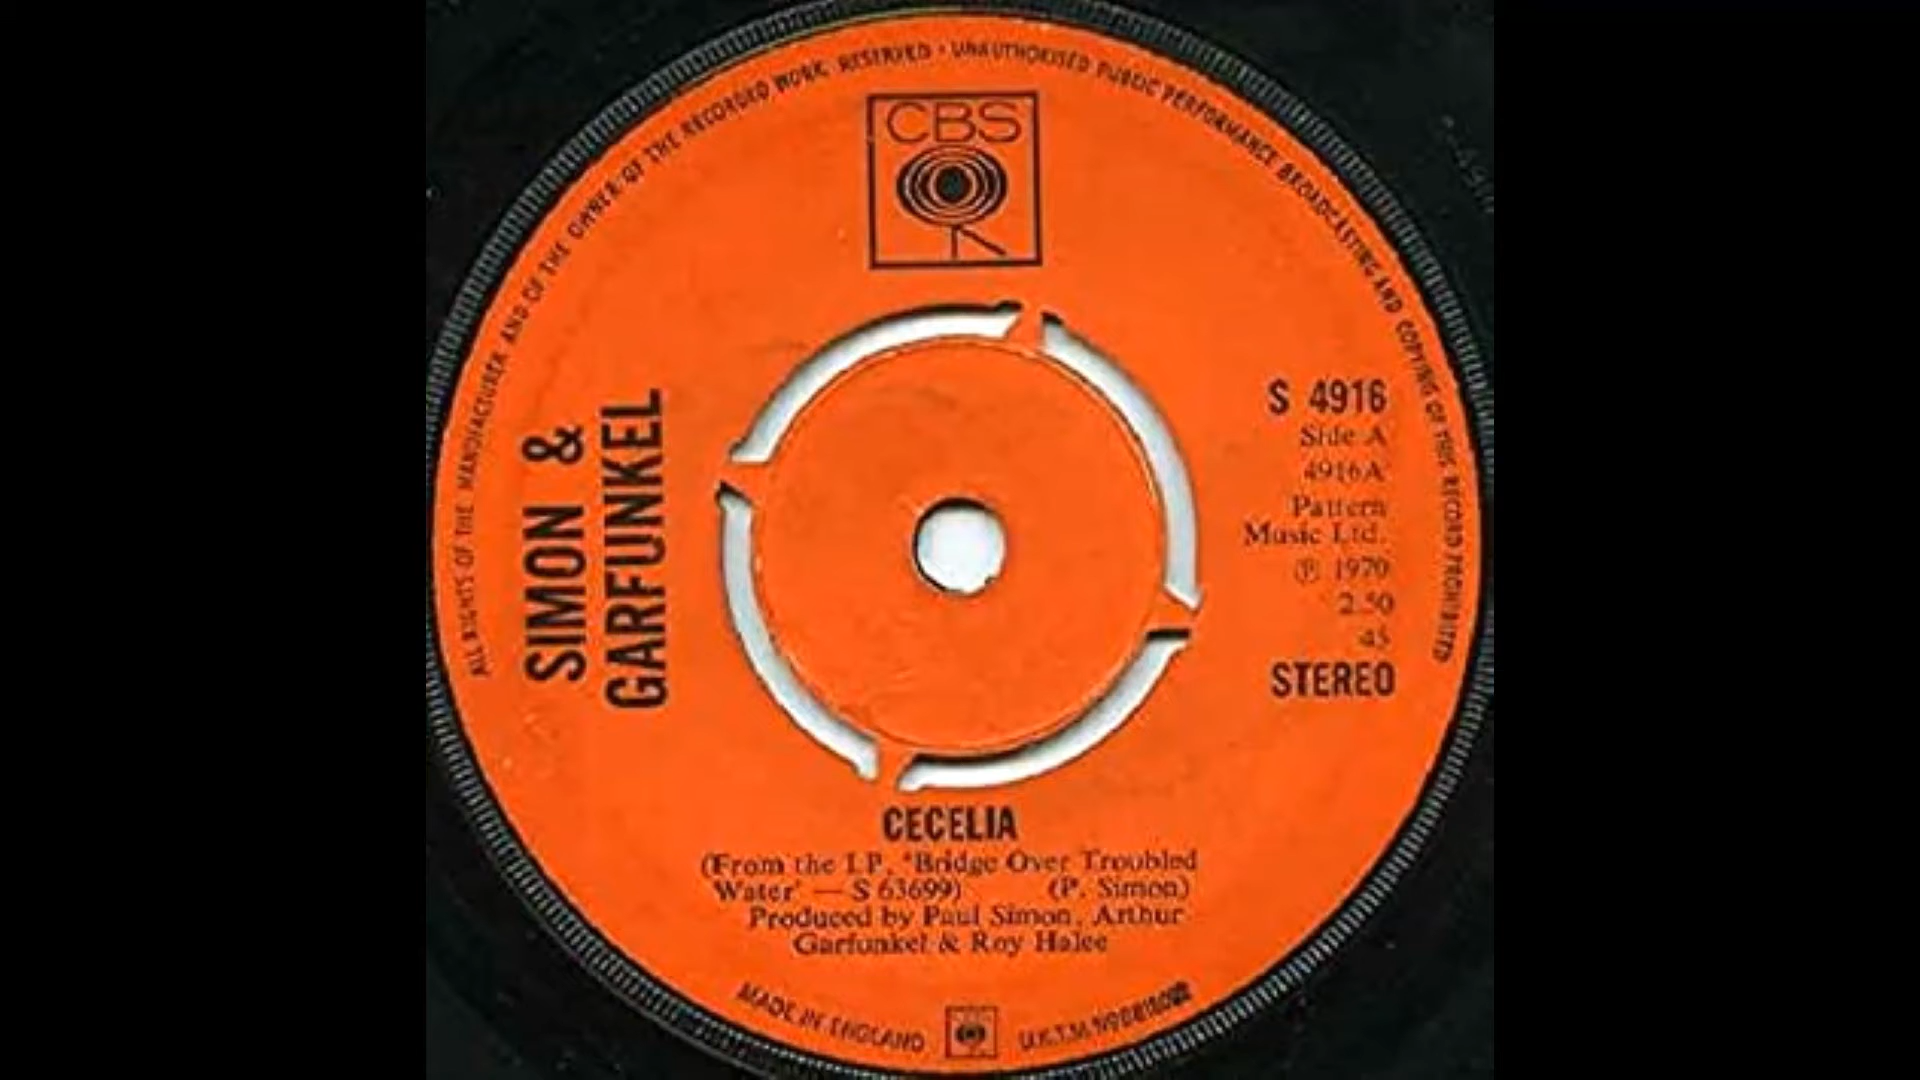 ALL RIGHTS OF THE MANUFACTURER AND OF THE OWNER OF THE RECORDED WORK RESERVED · UNAUTHORISED PUBLIC PERFORMANCE BROADCASTING AND COPYING OF THIS RECORD PROHIBITED
CBS
SIMON &
GARFUNKEL
S 4916
Side A
4916A
Pattern
Music Ltd.
℗ 1970
2.50
45
STEREO
CECELIA
(From the LP. 'Bridge Over Troubled
Water' — S 63699) (P. Simon)
Produced by Paul Simon, Arthur
Garfunkel & Roy Halee
MADE IN ENGLAND
CBS
U.K.T.M.